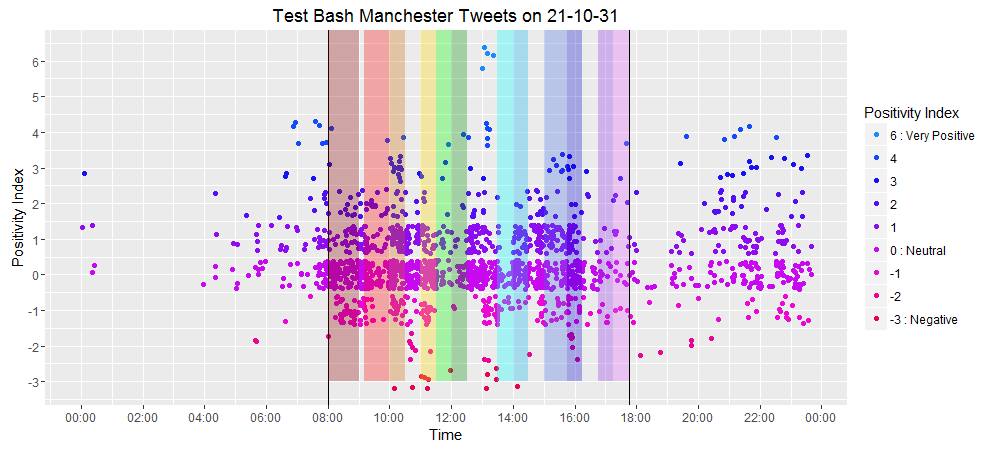 Test Bash Manchester Tweets on 21-10-31
Positivity Index
6
5
4
3
2
1
0
-1
-2
-3
00:00 04:00 06:00 08:00 10:00 12:00 14:00 16:00 18:00 20:00 22:00 00:00
Time
Positivity Index
6 : Very Positive
4
3
2
1
0 : Neutral
-1
-2
-3 : Negative